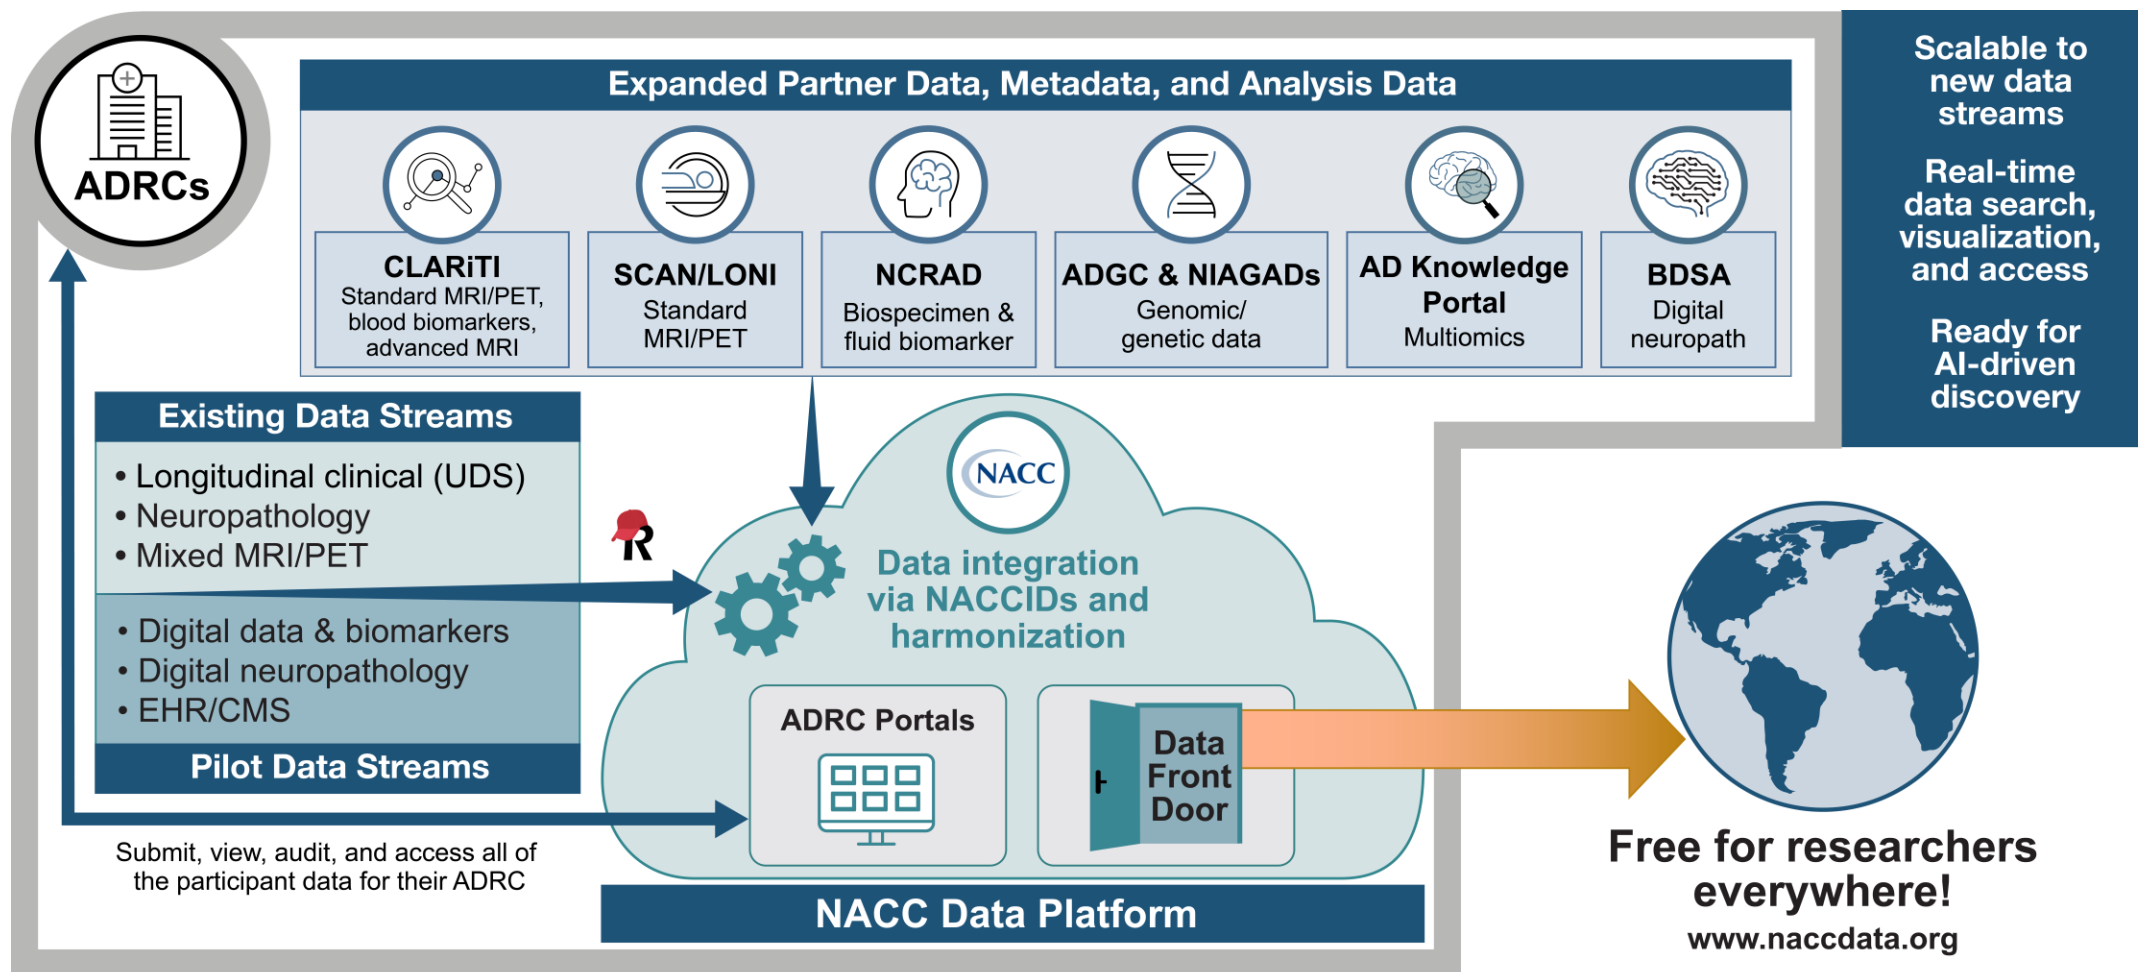 ADRCs
Expanded Partner Data, Metadata, and Analysis Data
CLARiTI
Standard MRI/PET,
blood biomarkers,
advanced MRI
SCAN/LONI
Standard
MRI/PET
NCRAD
Biospecimen &
fluid biomarker
ADGC & NIAGADs
Genomic/
genetic data
AD Knowledge
Portal
Multiomics
BDSA
Digital
neuropath
Scalable to
new data
streams
Real-time
data search,
visualization,
and access
Ready for
AI-driven
discovery
Existing Data Streams
• Longitudinal clinical (UDS)
• Neuropathology
• Mixed MRI/PET
• Digital data & biomarkers
• Digital neuropathology
• EHR/CMS
Pilot Data Streams
R
NACC
Data integration
via NACCIDs and
harmonization
ADRC Portals
Data
Front
Door
Submit, view, audit, and access all of
the participant data for their ADRC
NACC Data Platform
Free for researchers
everywhere!
www.naccdata.org